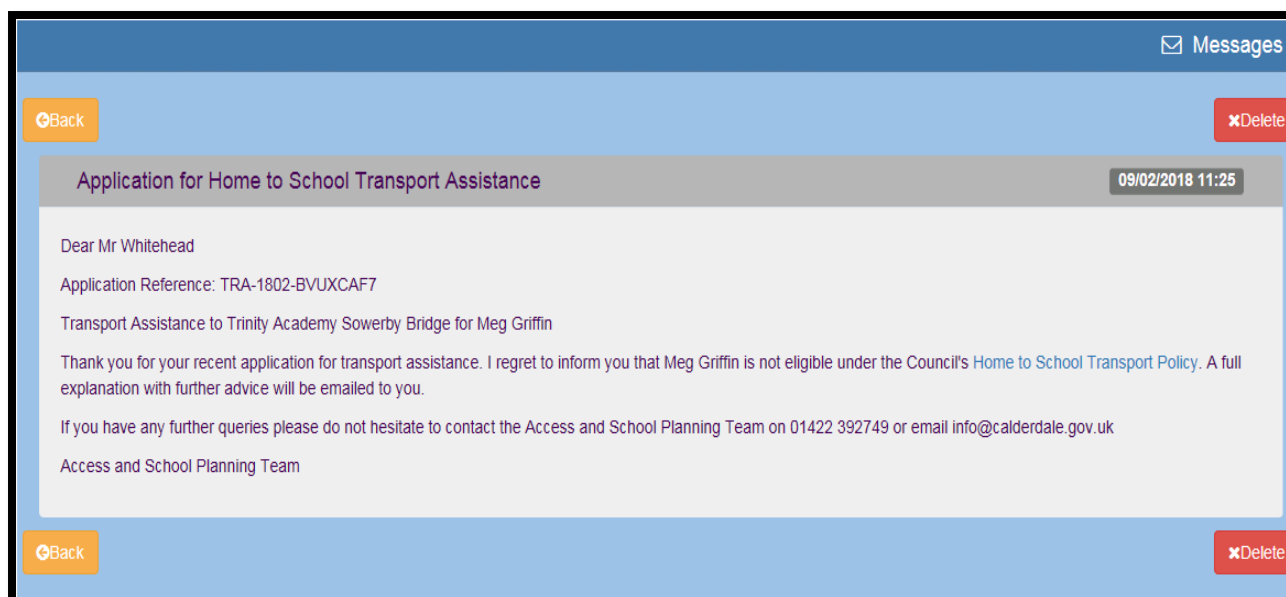 Messages
Back
Delete
Application for Home to School Transport Assistance 09/02/2018 11:25
Dear Mr Whitehead
Application Reference: TRA-1802-BVUXCAF7
Transport Assistance to Trinity Academy Sowerby Bridge for Meg Griffin
Thank you for your recent application for transport assistance. I regret to inform you that Meg Griffin is not eligible under the Council's Home to School Transport Policy. A full
explanation with further advice will be emailed to you.
If you have any further queries please do not hesitate to contact the Access and School Planning Team on 01422 392749 or email info@calderdale.gov.uk
Access and School Planning Team
Back
Delete